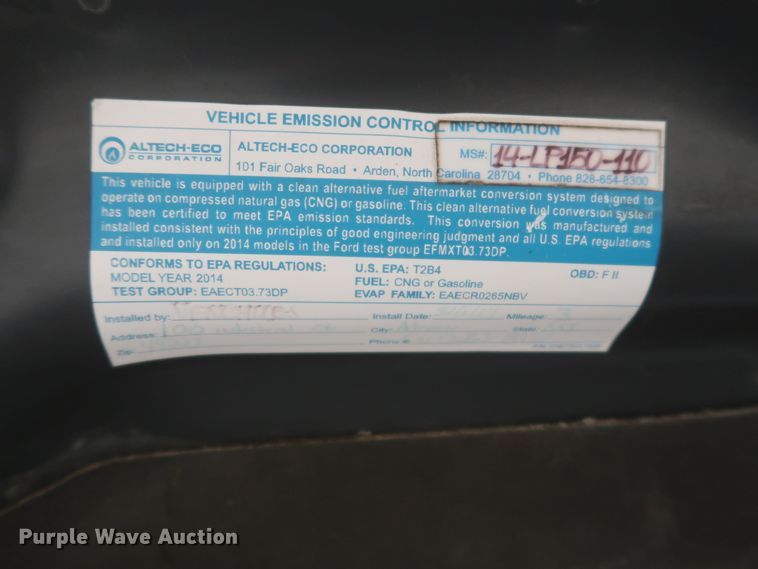 VEHICLE EMISSION CONTROL INFORMATION
ALTECH-ECO
CORPORATION
ALTECH-ECO CORPORATION
MS#: 14-LP150-110
101 Fair Oaks Road • Arden, North Carolina 28704 • Phone 828-654-8300
This vehicle is equipped with a clean alternative fuel aftermarket conversion system designed to
operate on compressed natural gas (CNG) or gasoline. This clean alternative fuel conversion system
has been certified to meet EPA emission standards. This conversion was manufactured and
installed consistent with the principles of good engineering judgment and all U.S. EPA regulations
and installed only on 2014 models in the Ford test group EFMXT03.73DP.
CONFORMS TO EPA REGULATIONS:
MODEL YEAR 2014
TEST GROUP: EAECT03.73DP
U.S. EPA: T2B4
FUEL: CNG or Gasoline
EVAP FAMILY: EAECR0265NBV
OBD: F II
Installed by:
Install Date:
Mileage: 3
Address:
City:
State:
Zip:
Phone #:
Purple Wave Auction